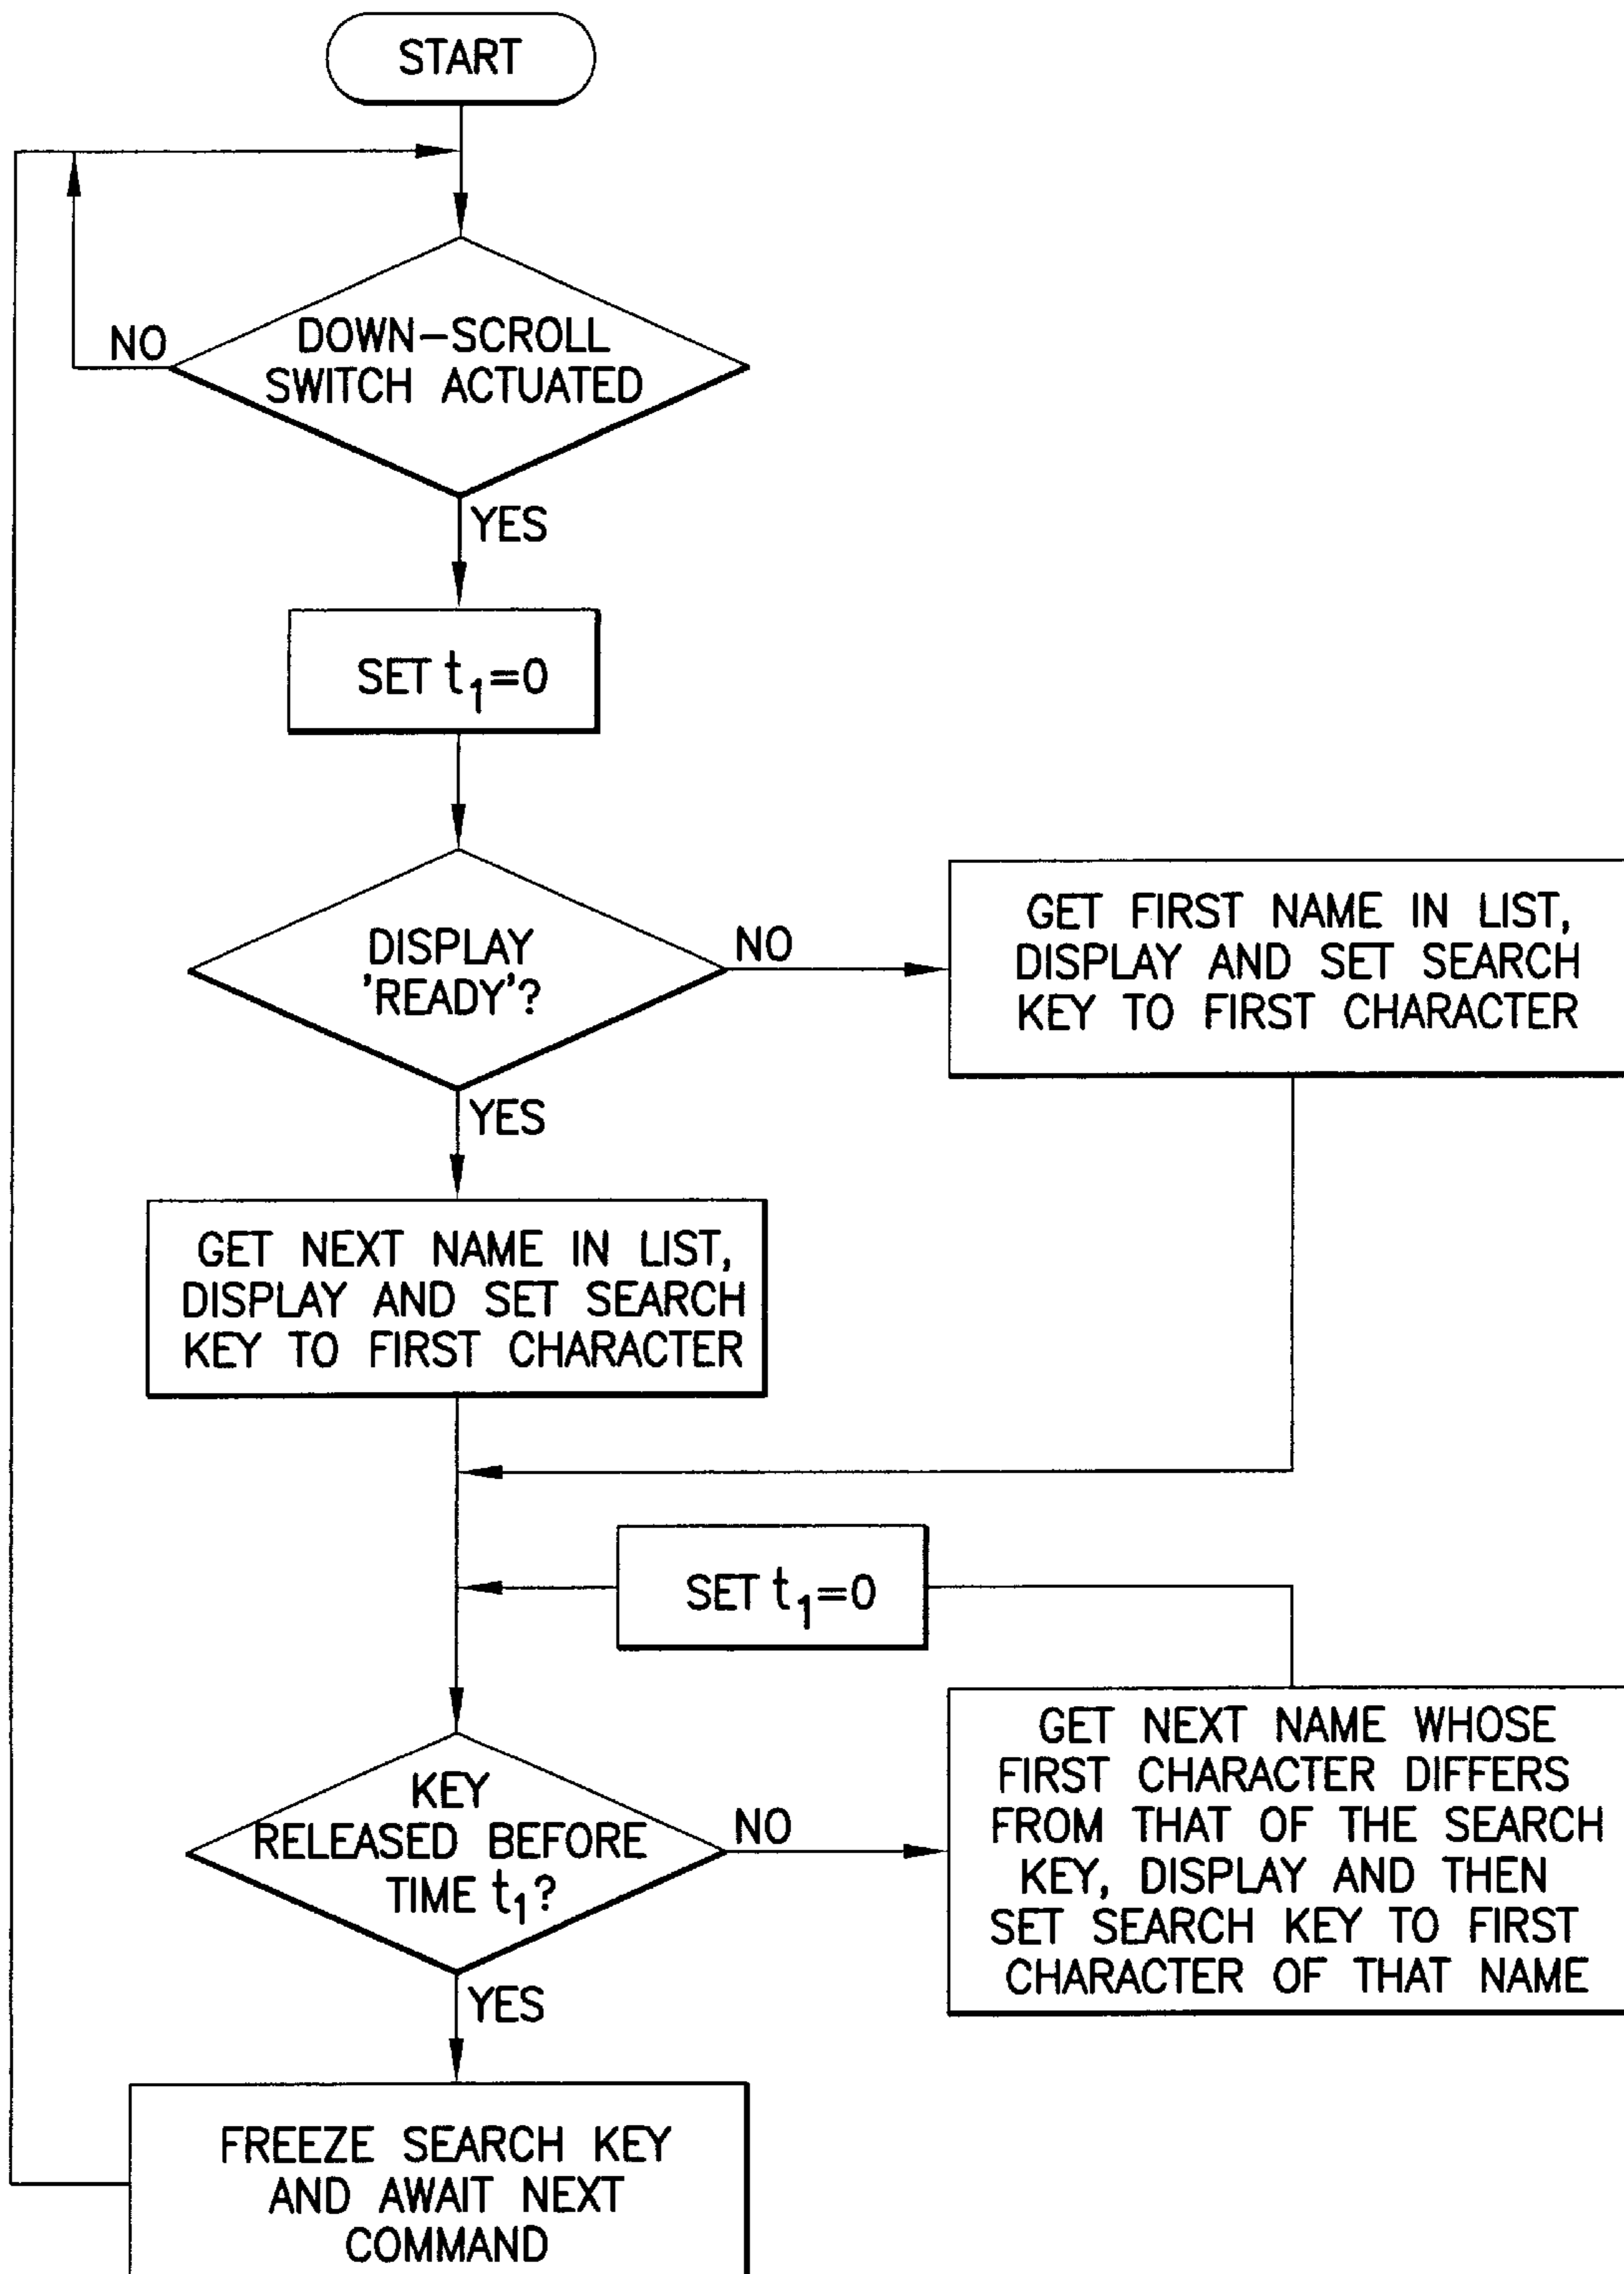 START
NO
DOWN-SCROLL
SWITCH ACTUATED
YES
SET t₁=0
DISPLAY
'READY'?
NO
GET FIRST NAME IN LIST,
DISPLAY AND SET SEARCH
KEY TO FIRST CHARACTER
YES
GET NEXT NAME IN LIST,
DISPLAY AND SET SEARCH
KEY TO FIRST CHARACTER
SET t₁=0
KEY
RELEASED BEFORE
TIME t₁?
NO
GET NEXT NAME WHOSE
FIRST CHARACTER DIFFERS
FROM THAT OF THE SEARCH
KEY, DISPLAY AND THEN
SET SEARCH KEY TO FIRST
CHARACTER OF THAT NAME
YES
FREEZE SEARCH KEY
AND AWAIT NEXT
COMMAND